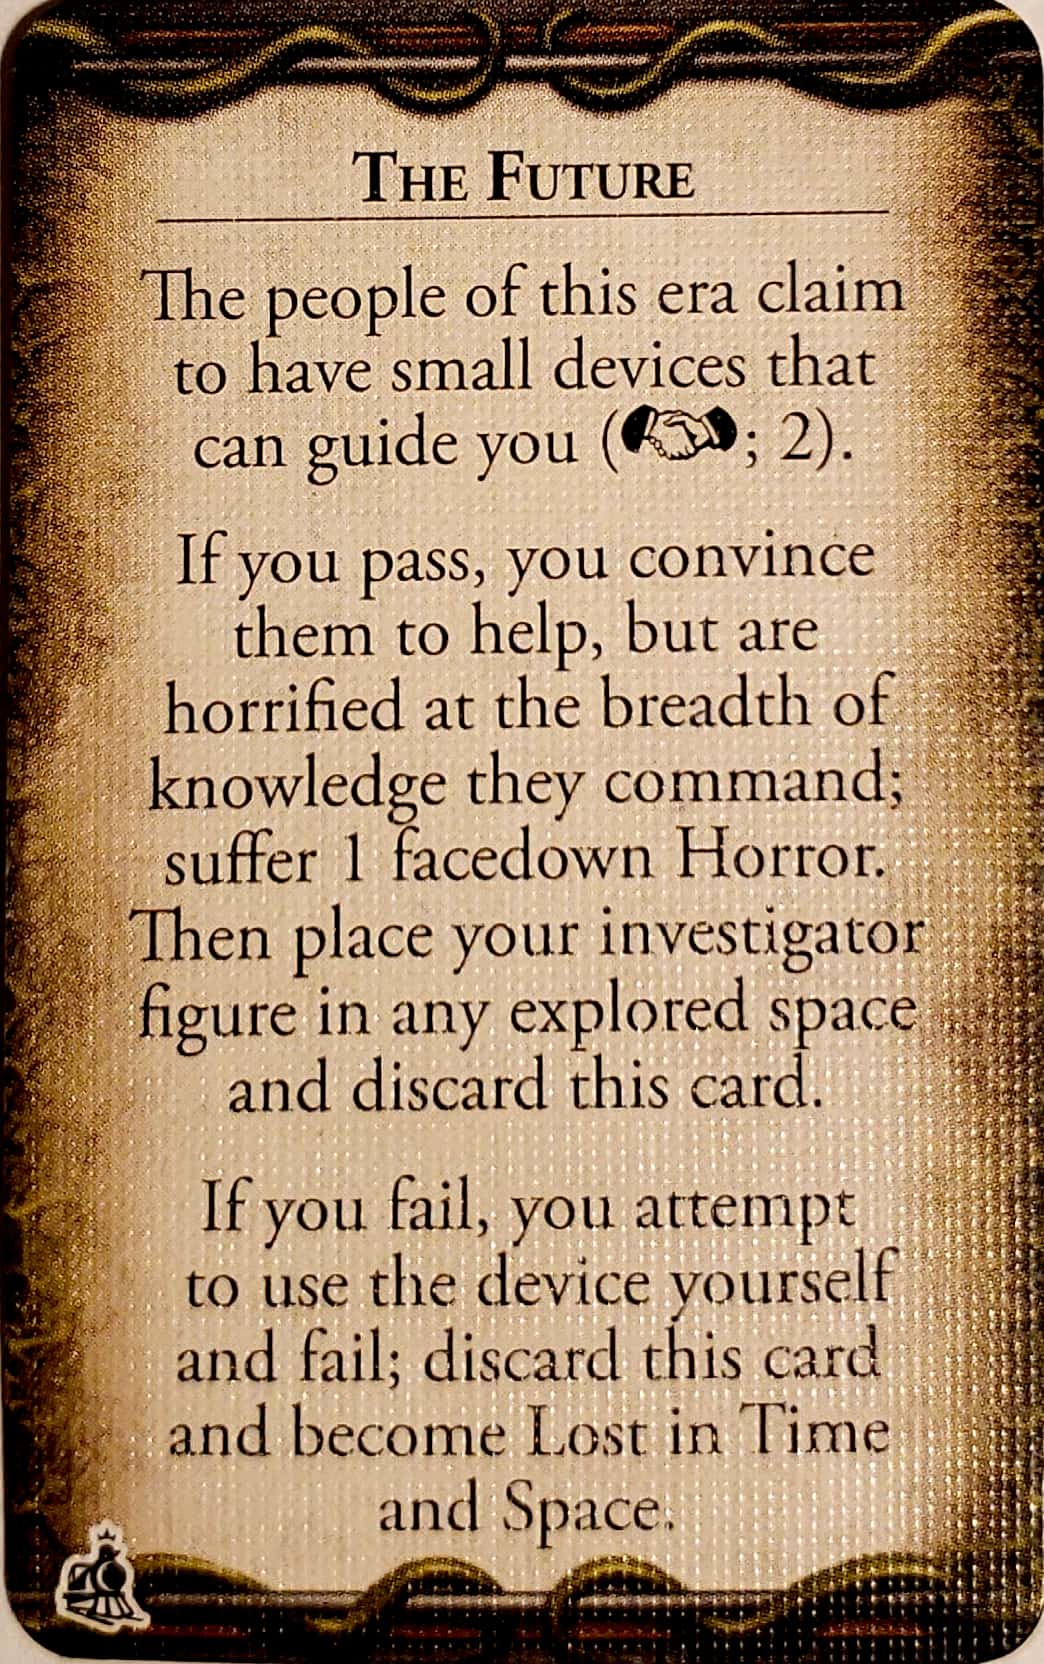 The Future
The people of this era claim
to have small devices that
can guide you ( ; 2).
If you pass, you convince
them to help, but are
horrified at the breadth of
knowledge they command;
suffer 1 facedown Horror.
Then place your investigator
figure in any explored space
and discard this card.
If you fail, you attempt
to use the device yourself
and fail; discard this card
and become Lost in Time
and Space.